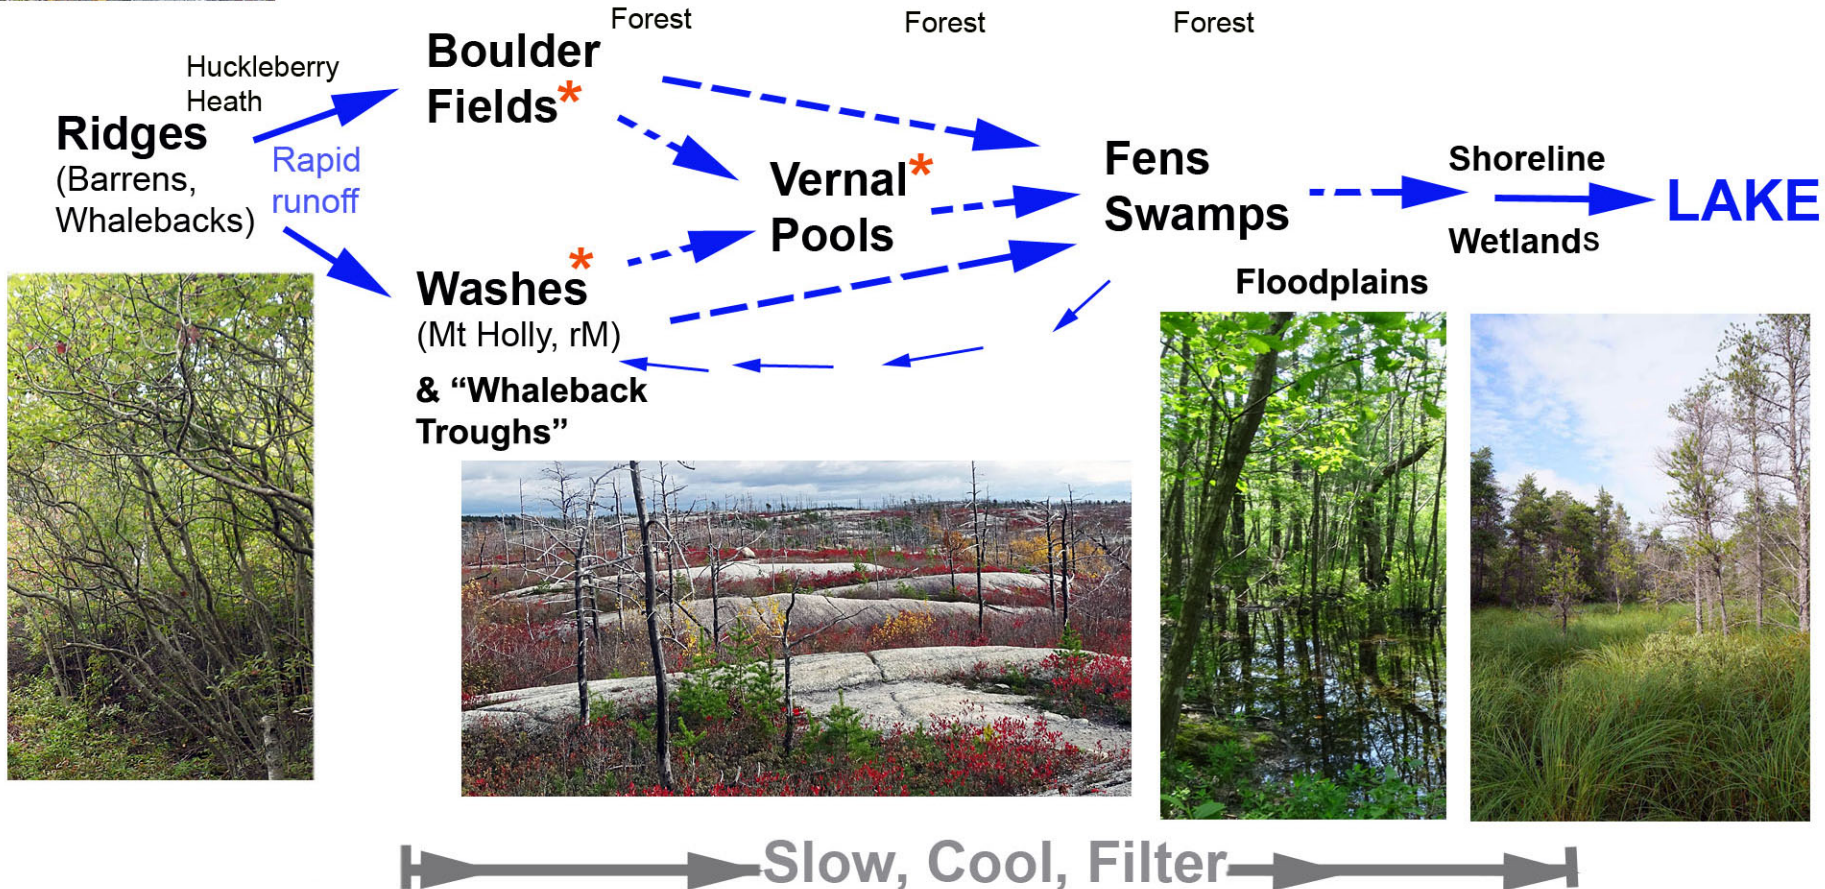 Forest
Forest
Forest
Huckleberry
Heath
Boulder
Fields*
Ridges
(Barrens,
Whalebacks)
Rapid
runoff
Washes*
(Mt Holly, rM)
& “Whaleback
Troughs”
Vernal*
Pools
Fens
Swamps
Floodplains
Shoreline
Wetlands
LAKE
Slow, Cool, Filter